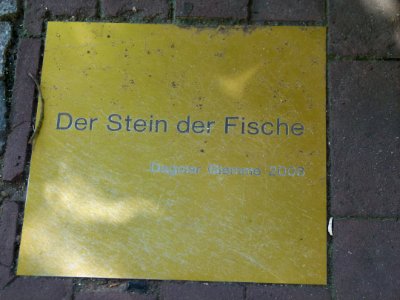 Der Stein der Fische
Dagmar